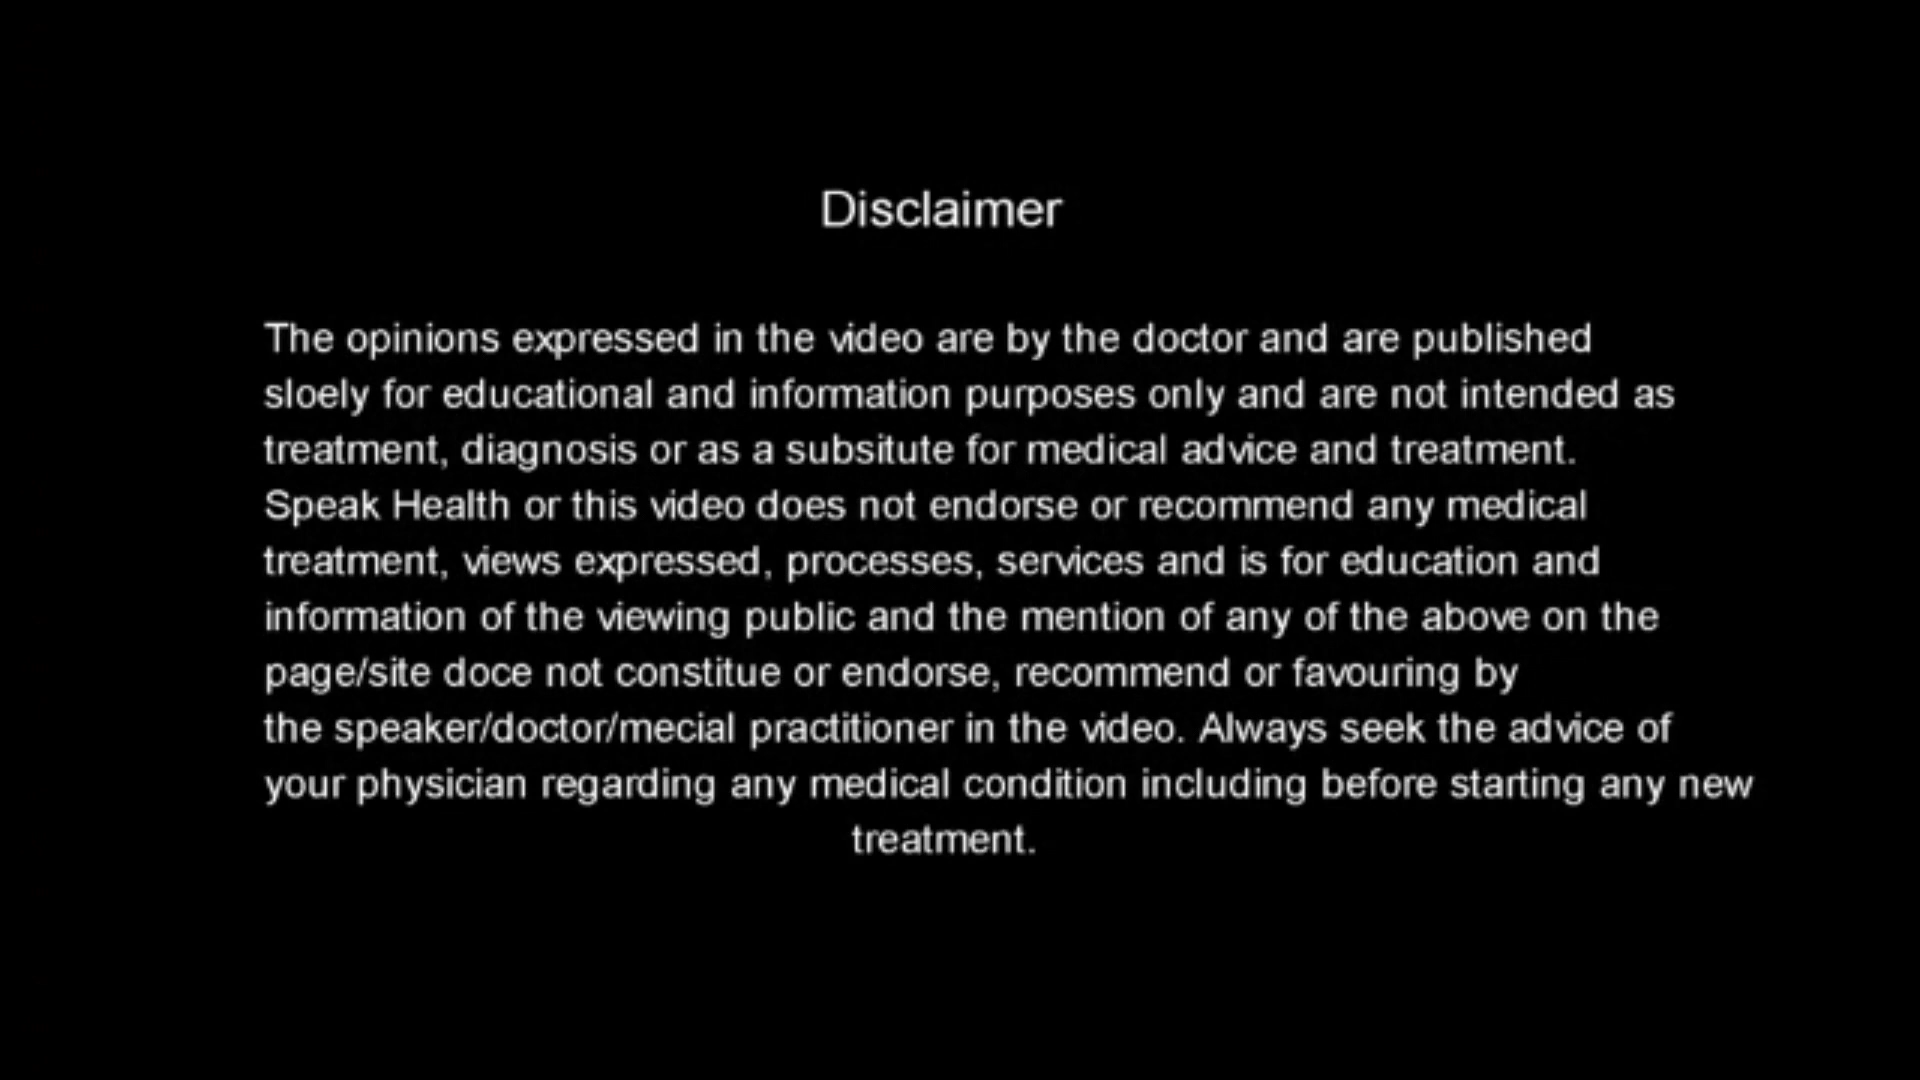 Disclaimer
The opinions expressed in the video are by the doctor and are published
sloely for educational and information purposes only and are not intended as
treatment, diagnosis or as a subsitute for medical advice and treatment.
Speak Health or this video does not endorse or recommend any medical
treatment, views expressed, processes, services and is for education and
information of the viewing public and the mention of any of the above on the
page/site doce not constitue or endorse, recommend or favouring by
the speaker/doctor/mecial practitioner in the video. Always seek the advice of
your physician regarding any medical condition including before starting any new
treatment.